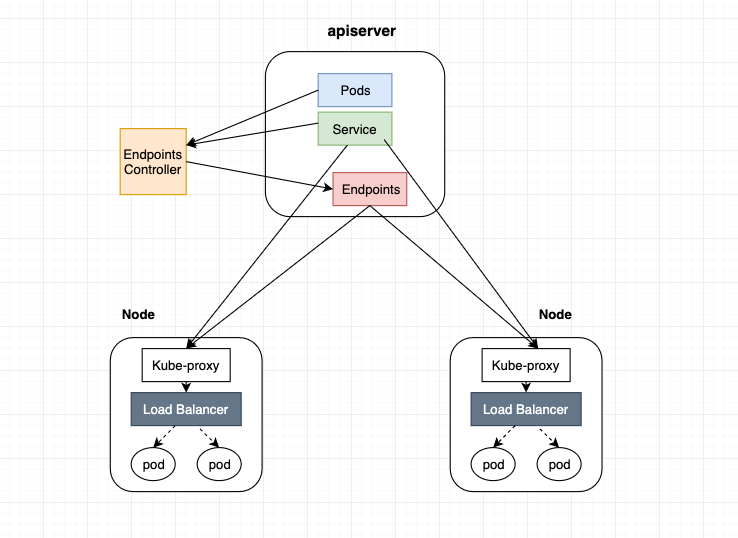 apiserver
Pods
Service
Endpoints
Controller
Endpoints
Node
Node
Kube-proxy
Kube-proxy
Load Balancer
Load Balancer
pod
pod
pod
pod